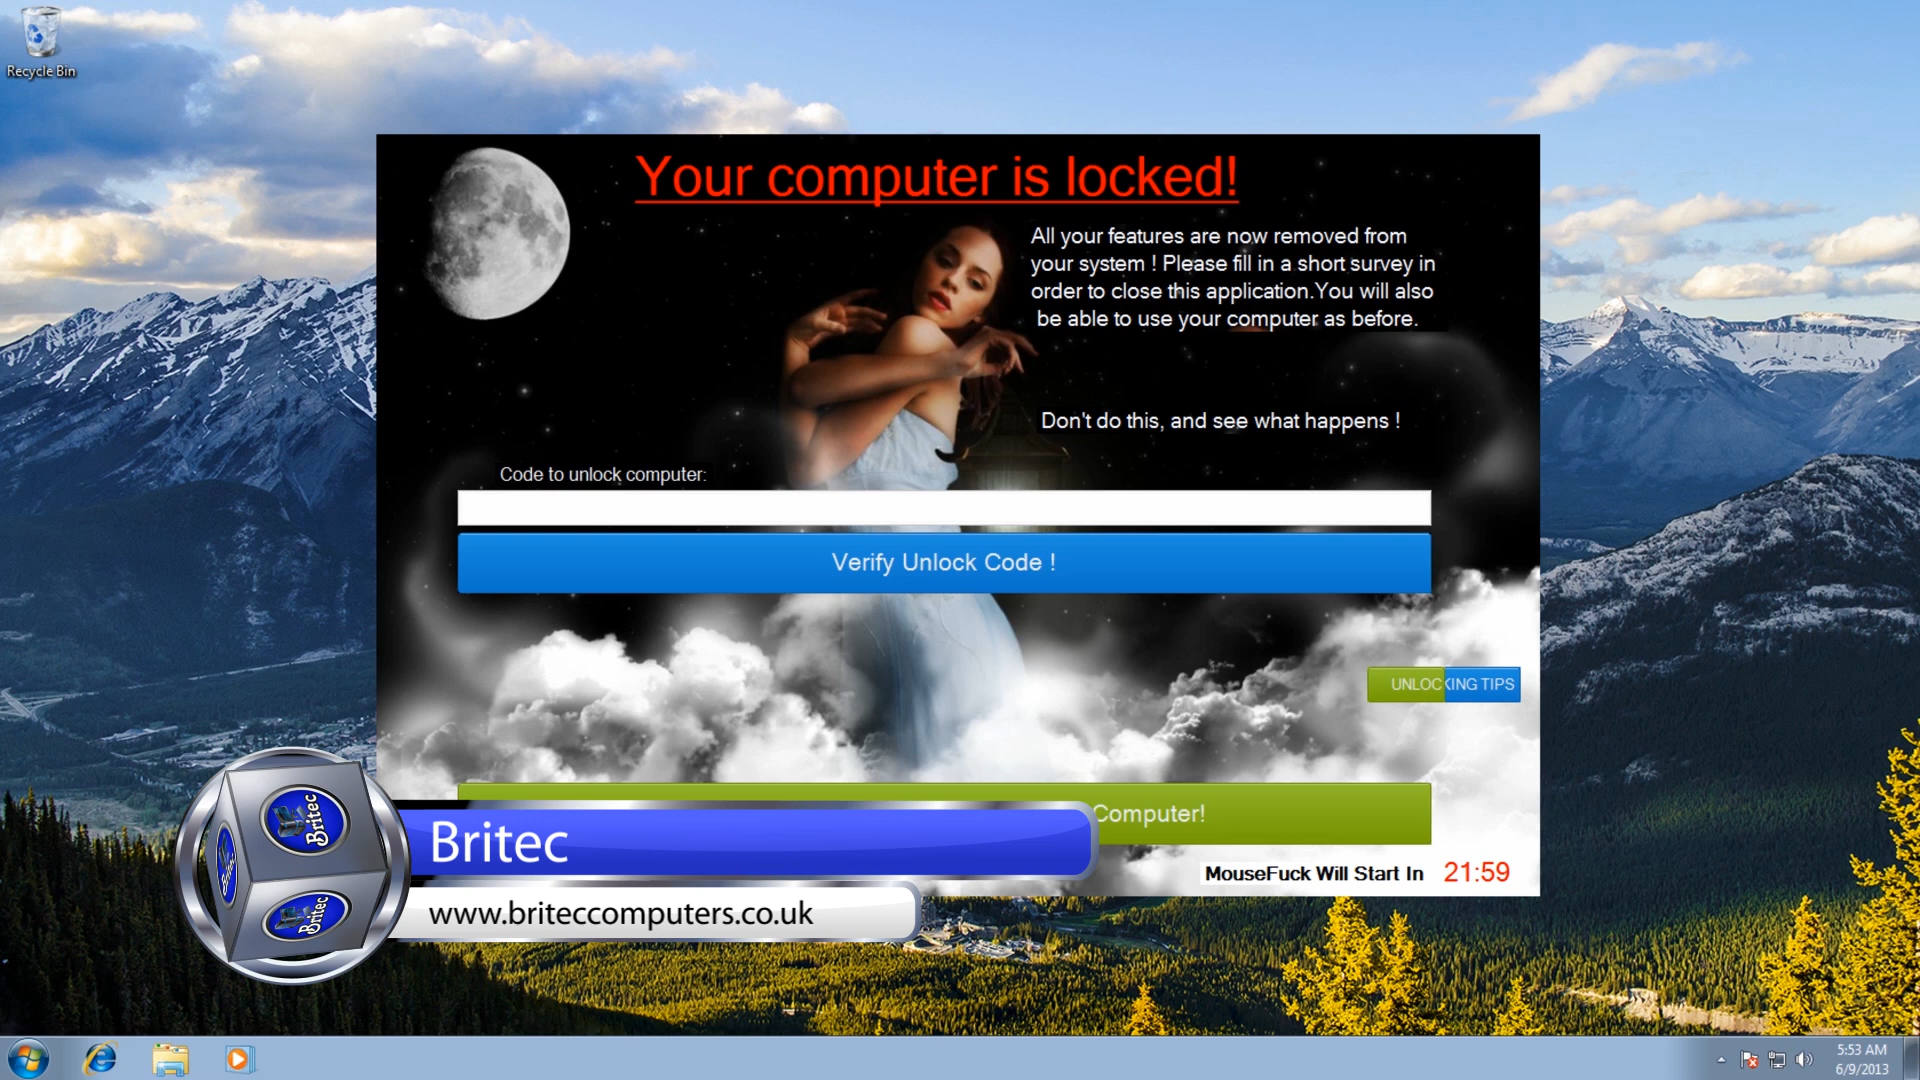 Recycle Bin
Your computer is locked!
All your features are now removed from
your system ! Please fill in a short survey in
order to close this application.You will also
be able to use your computer as before.
Don't do this, and see what happens !
Code to unlock computer:
Verify Unlock Code !
UNLOCKING TIPS
Computer!
MouseFuck Will Start In 21:59
Britec
Britec
Britec
Britec
www.briteccomputers.co.uk
5:53 AM
6/9/2013